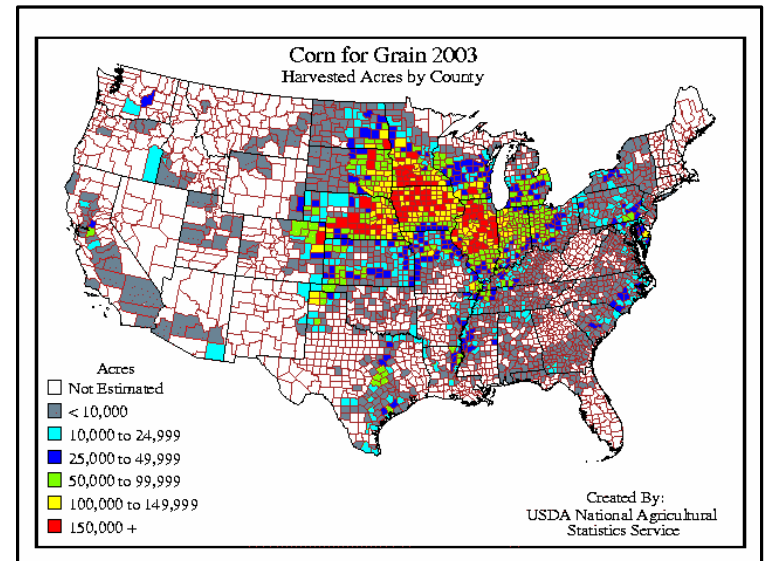 Corn for Grain 2003
Harvested Acres by County
Acres
Not Estimated
< 10,000
10,000 to 24,999
25,000 to 49,999
50,000 to 99,999
100,000 to 149,999
150,000 +
Created By:
USDA National Agricultural
Statistics Service